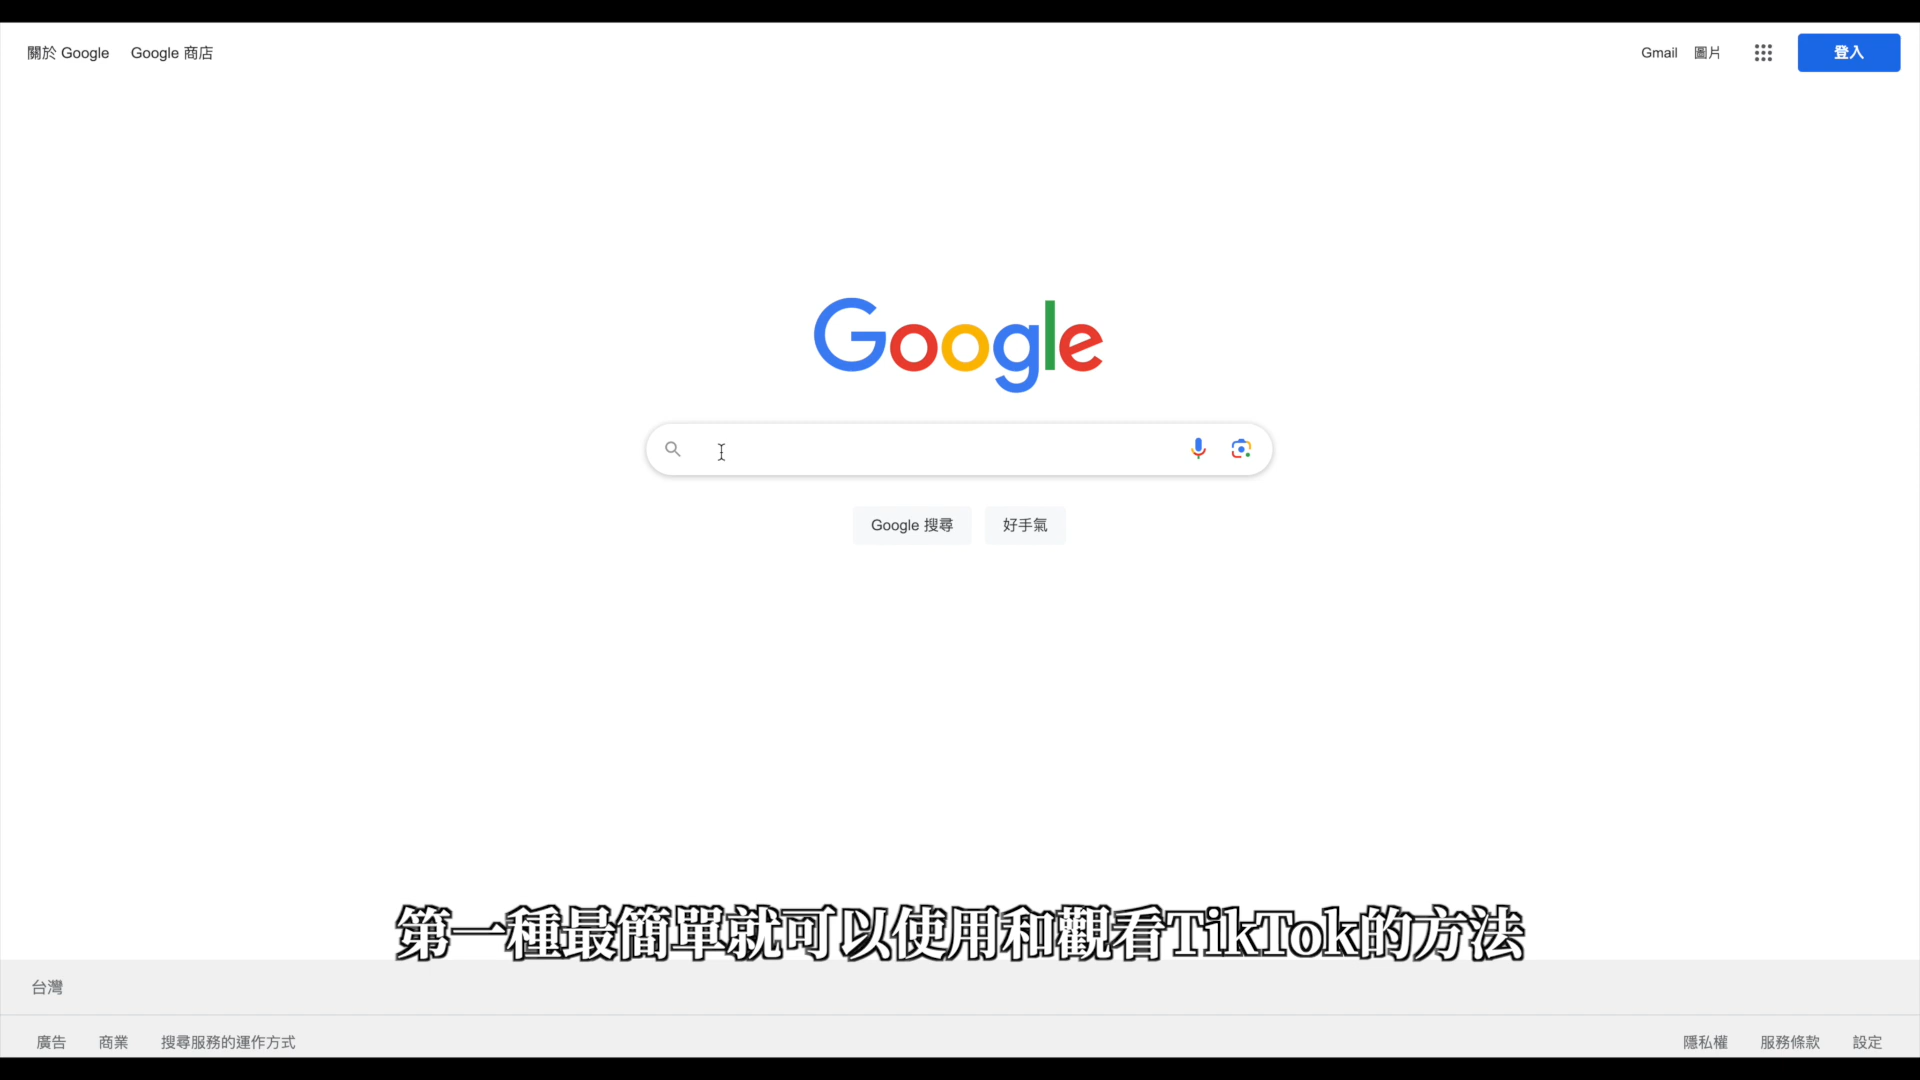 關於 Google Google 商店 Gmail 圖片 登入
Google
Google 搜尋 好手氣
第一種最簡單就可以使用和觀看TikTok的方法
台灣
廣告 商業 搜尋服務的運作方式 隱私權 服務條款 設定